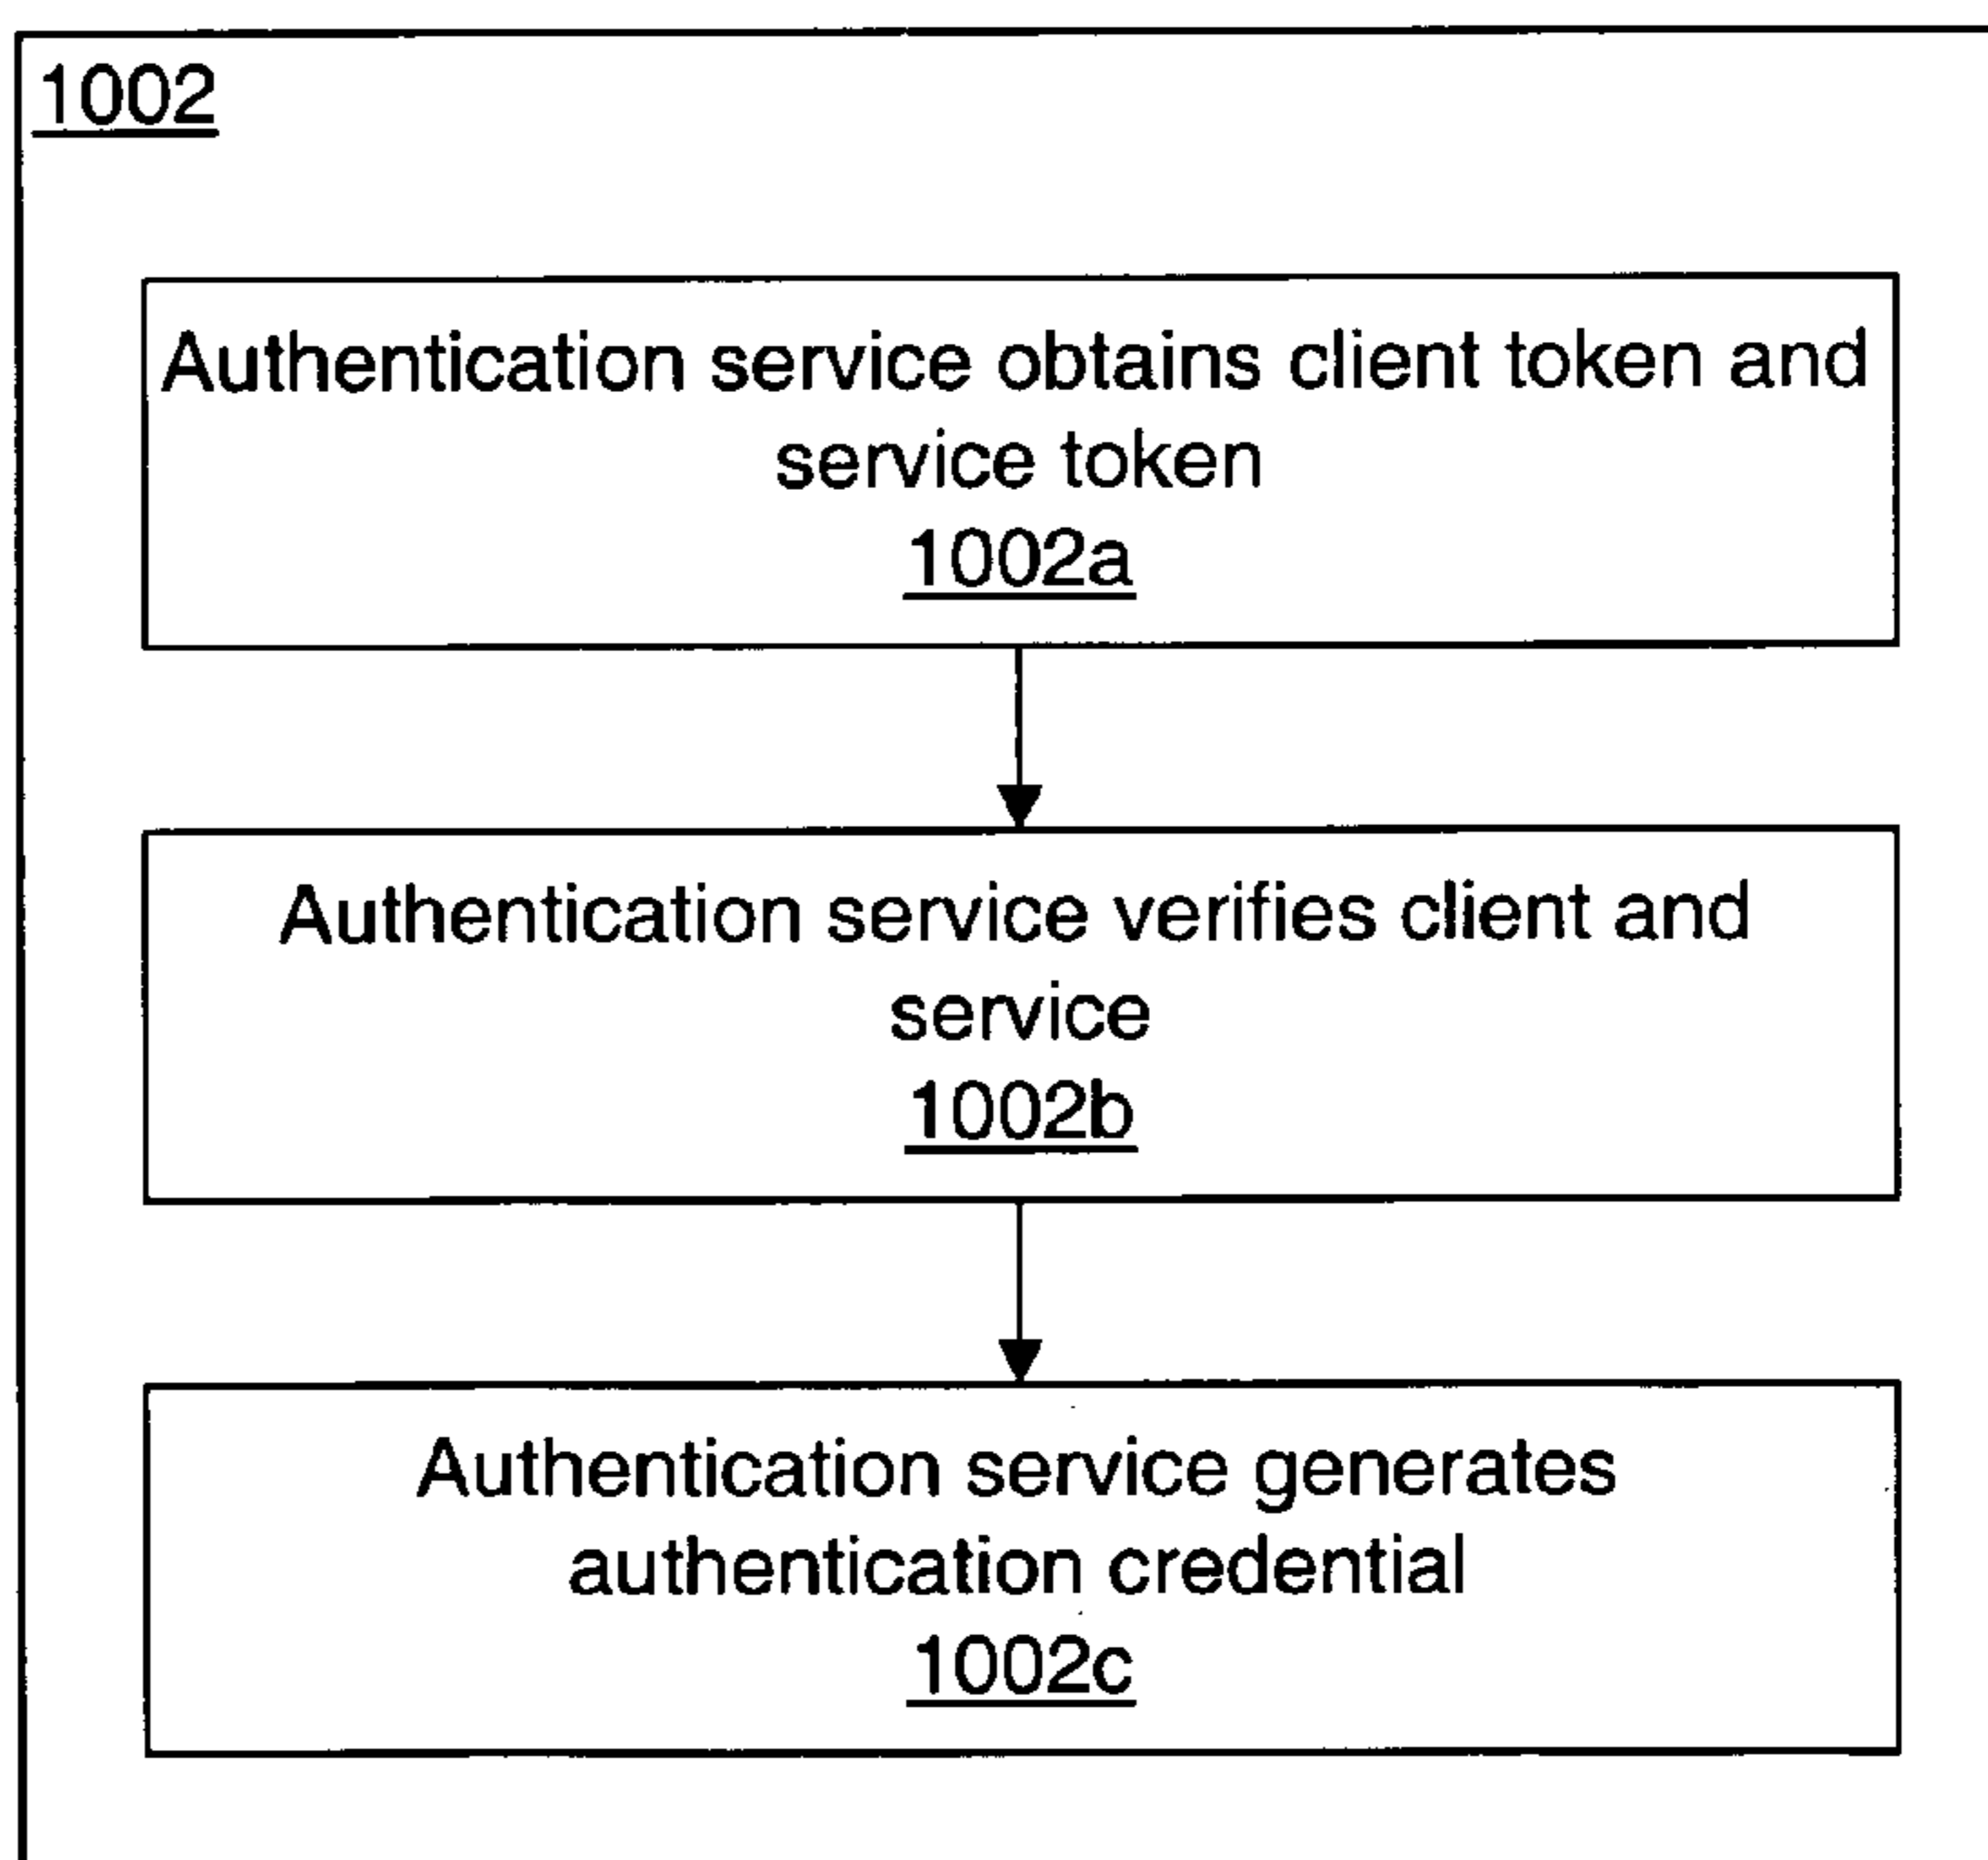 1002
Authentication service obtains client token and
service token
1002a
Authentication service verifies client and
service
1002b
Authentication service generates
authentication credential
1002c